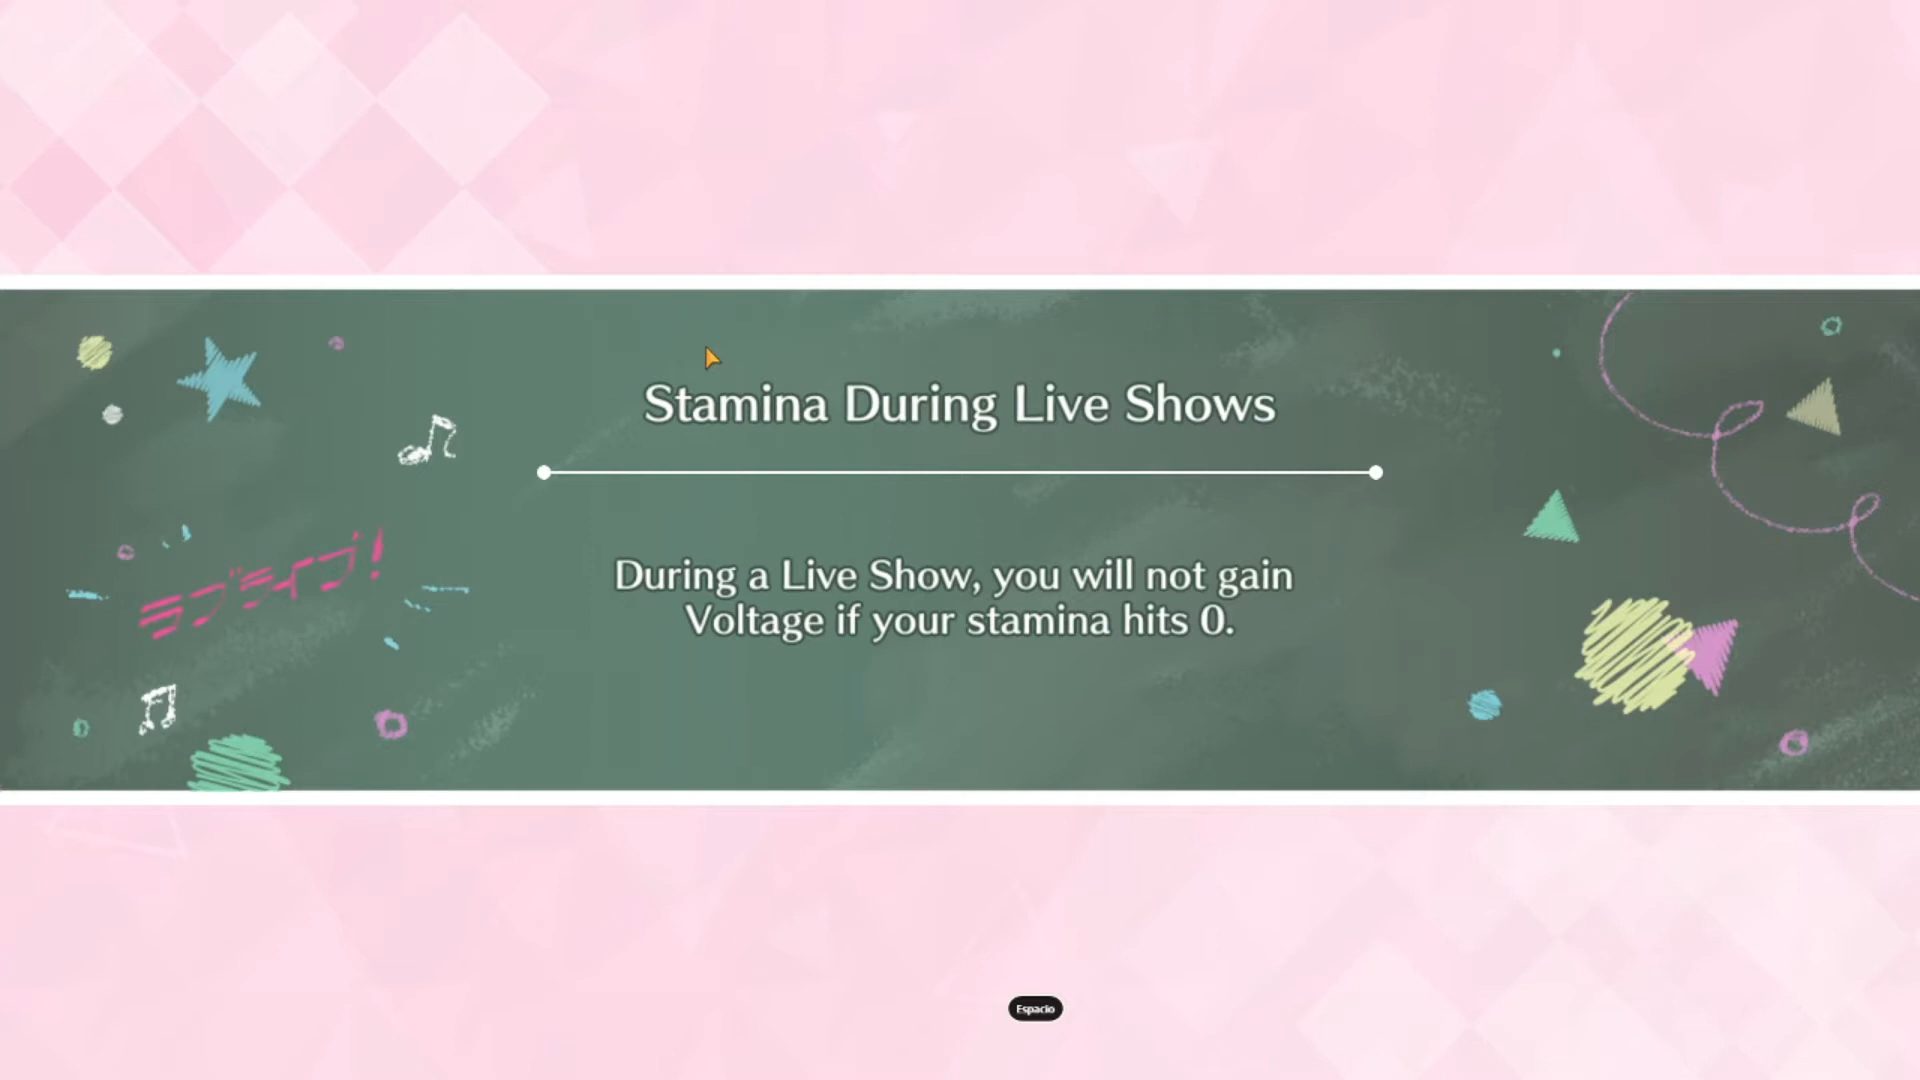 Stamina During Live Shows
ラブライブ!
During a Live Show, you will not gain
Voltage if your stamina hits 0.
Espacio